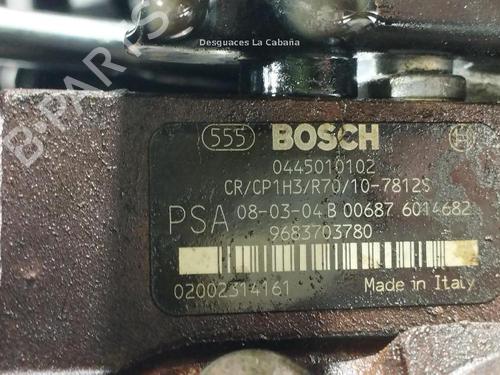 Desguaces La Cabaña
B-PARTS
555 BOSCH
0445010102
CR/CP1H3/R70/10-7812S
PSA 08-03-04 B 00687 6014682
9683703780
02002314161 Made in Italy